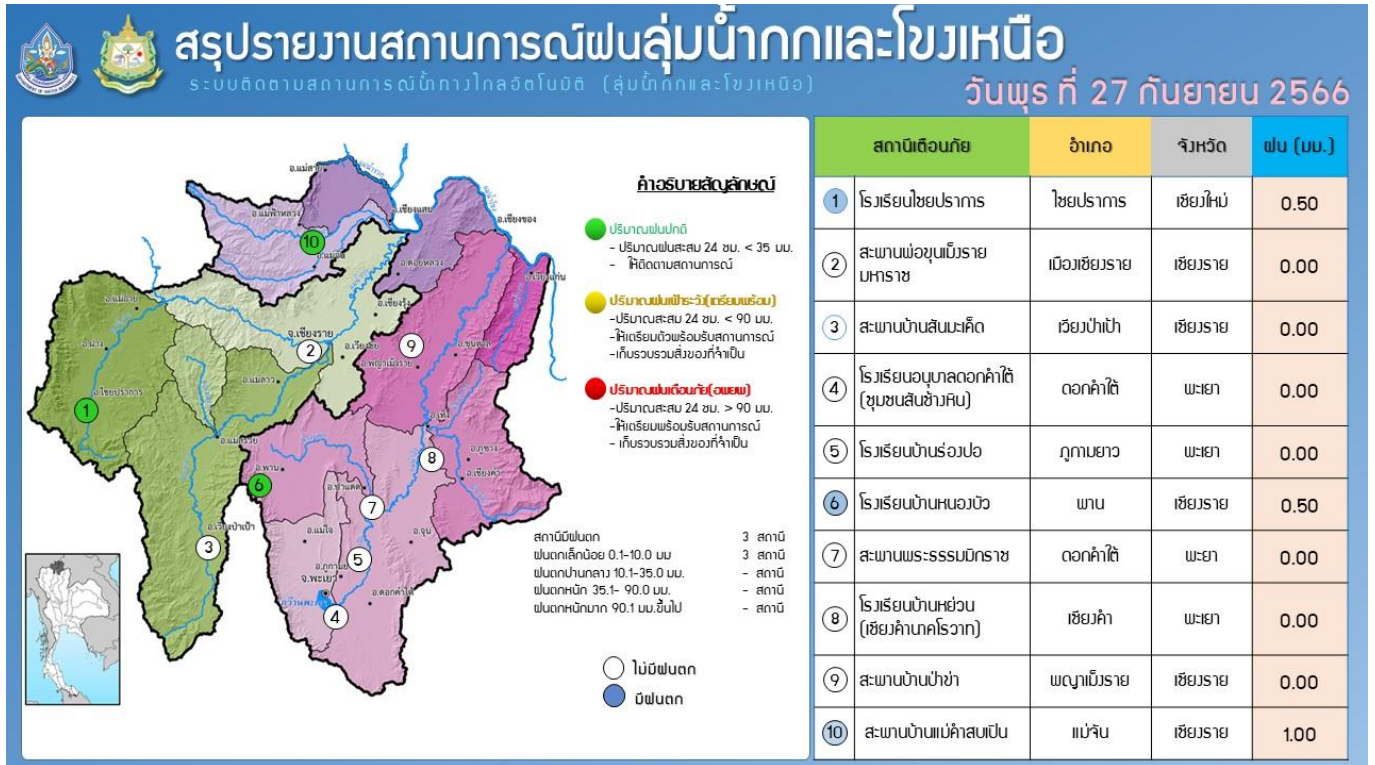 สรุปรายงานสถานการณ์ฝนลุ่มน้ำกกและโขงเหนือ
ระบบติดตามสถานการณ์น้ำทางไกลอัตโนมัติ (ลุ่มน้ำกกและโขงเหนือ)
วันพุธ ที่ 27 กันยายน 2566
คำอธิบายสัญลักษณ์
ปริมาณฝนปกติ
- ปริมาณฝนสะสม 24 ชม. < 35 มม.
- ให้ติดตามสถานการณ์
ปริมาณฝนเฝ้าระวัง(เตรียมพร้อม)
-ปริมาณสะสม 24 ชม. < 90 มม.
-ให้เตรียมตัวพร้อมรับสถานการณ์
-เก็บรวบรวมสิ่งของที่จำเป็น
ปริมาณฝนเตือนภัย(อพยพ)
-ปริมาณสะสม 24 ชม. > 90 มม.
-ให้เตรียมพร้อมรับสถานการณ์
- เก็บรวบรวมสิ่งของที่จำเป็น
อ.แม่สาย
อ.แม่ฟ้าหลวง
อ.เชียงแสน
อ.เชียงของ
10
อ.ดอยหลวง
อ.แม่อาย
อ.เชียงรุ้ง
อ.ฝาง
จ.เชียงราย
2
9
อ.พญาเม็งราย
อ.ขุนตาล
อ.แม่ลาว
อ.ไชยปราการ
1
อ.เทิง
อ.แม่สรวย
8
อ.ภูซาง
อ.เชียงคำ
อ.พาน
6
อ.ป่าแดด
7
อ.เวียงป่าเป้า
3
อ.แม่ใจ
อ.จุน
5
จ.พะเยา
อ.ดอกคำใต้
4
สถานีมีฝนตก 3 สถานี
ฝนตกเล็กน้อย 0.1-10.0 มม 3 สถานี
ฝนตกปานกลาง 10.1-35.0 มม. - สถานี
ฝนตกหนัก 35.1- 90.0 มม. - สถานี
ฝนตกหนักมาก 90.1 มม.ขึ้นไป - สถานี
ไม่มีฝนตก
มีฝนตก
สถานีเตือนภัย อำเภอ จังหวัด ฝน (มม.)
1 โรงเรียนไชยปราการ ไชยปราการ เชียงใหม่ 0.50
2 สะพานพ่อขุนเม็งราย
มหาราช เมืองเชียงราย เชียงราย 0.00
3 สะพานบ้านสันมะเค็ด เวียงป่าเป้า เชียงราย 0.00
4 โรงเรียนอนุบาลดอกคำใต้
(ชุมชนสันช้างหิน) ดอกคำใต้ พะเยา 0.00
5 โรงเรียนบ้านร่องปอ ภูกามยาว พะเยา 0.00
6 โรงเรียนบ้านหนองบัว พาน เชียงราย 0.50
7 สะพานพระธรรมมิกราช ดอกคำใต้ พะยา 0.00
8 โรงเรียนบ้านหย่วน
(เชียงคำนาคโรวาท) เชียงคำ พะเยา 0.00
9 สะพานบ้านป่าข่า พญาเม็งราย เชียงราย 0.00
10 สะพานบ้านแม่คำสบเปิน แม่จัน เชียงราย 1.00